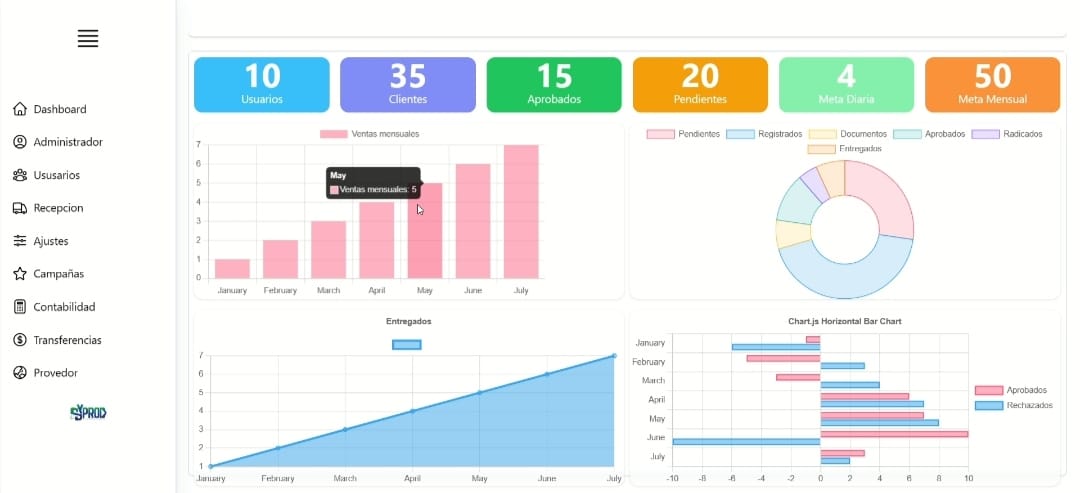 10
Usuarios
35
Clientes
15
Aprobados
20
Pendientes
4
Meta Diaria
50
Meta Mensual
Dashboard
Administrador
Ususarios
Recepcion
Ajustes
Campañas
Contabilidad
Transferencias
Provedor
SYPROD
Ventas mensuales
7
6
5
4
3
2
1
0
May
Ventas mensuales: 5
January February March April May June July
Pendientes Registrados Documentos Aprobados Radicados
Entregados
Entregados
7
6
5
4
3
2
1
January February March April May June July
Chart.js Horizontal Bar Chart
January
February
March
April
May
June
July
-10 -8 -6 -4 -2 0 2 4 6 8 10
Aprobados
Rechazados